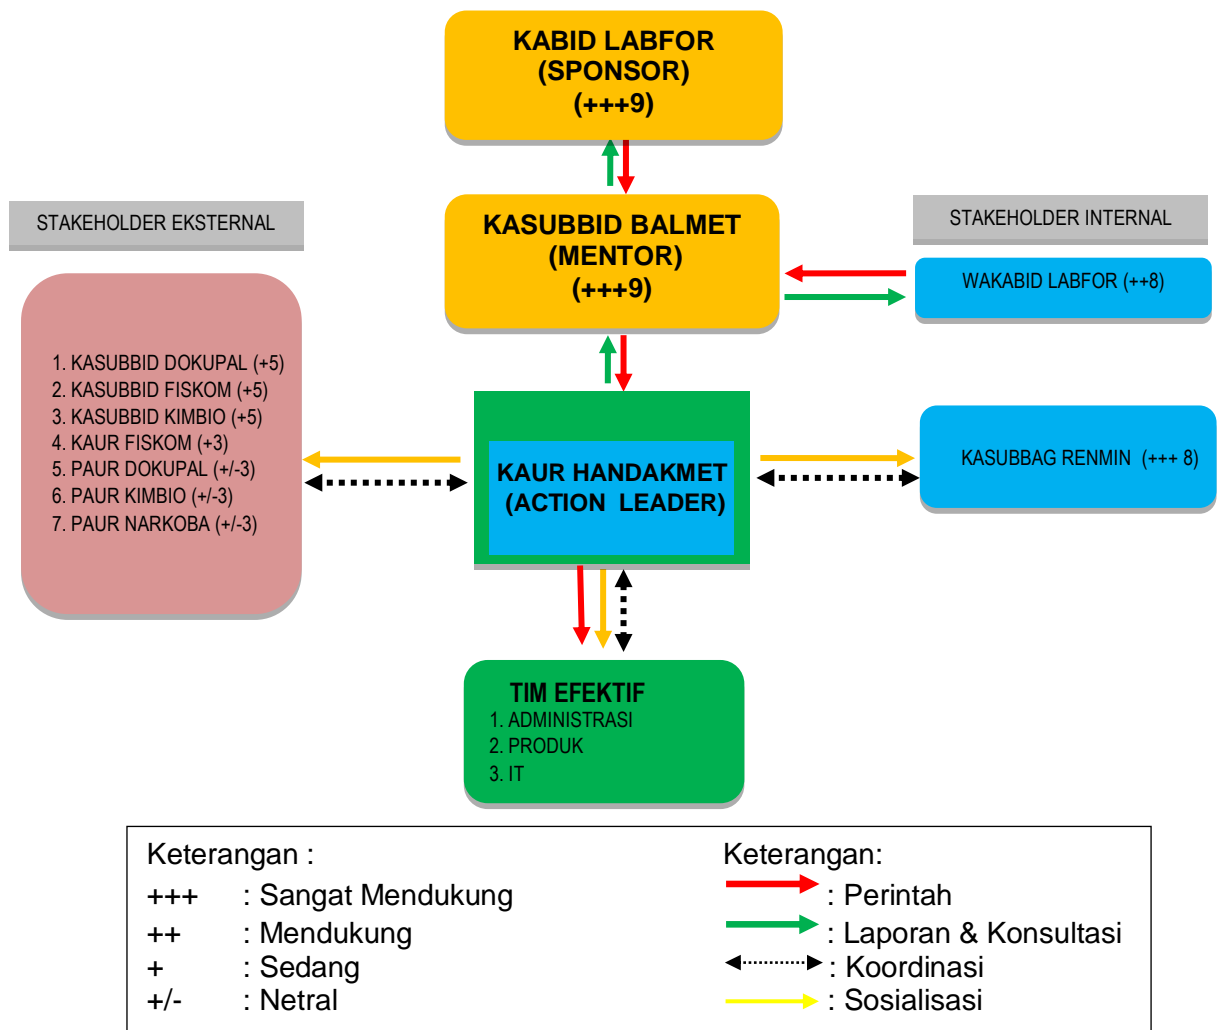 KABID LABFOR
(SPONSOR)
(+++9)
STAKEHOLDER EKSTERNAL
KASUBBID BALMET
(MENTOR)
(+++9)
STAKEHOLDER INTERNAL
WAKABID LABFOR (++8)
1. KASUBBID DOKUPAL (+5)
2. KASUBBID FISKOM (+5)
3. KASUBBID KIMBIO (+5)
4. KAUR FISKOM (+3)
5. PAUR DOKUPAL (+/-3)
6. PAUR KIMBIO (+/-3)
7. PAUR NARKOBA (+/-3)
KAUR HANDAKMET
(ACTION LEADER)
KASUBBAG RENMIN (+++ 8)
TIM EFEKTIF
1. ADMINISTRASI
2. PRODUK
3. IT
Keterangan :
+++ : Sangat Mendukung
++ : Mendukung
+ : Sedang
+/- : Netral
Keterangan:
: Perintah
: Laporan & Konsultasi
: Koordinasi
: Sosialisasi